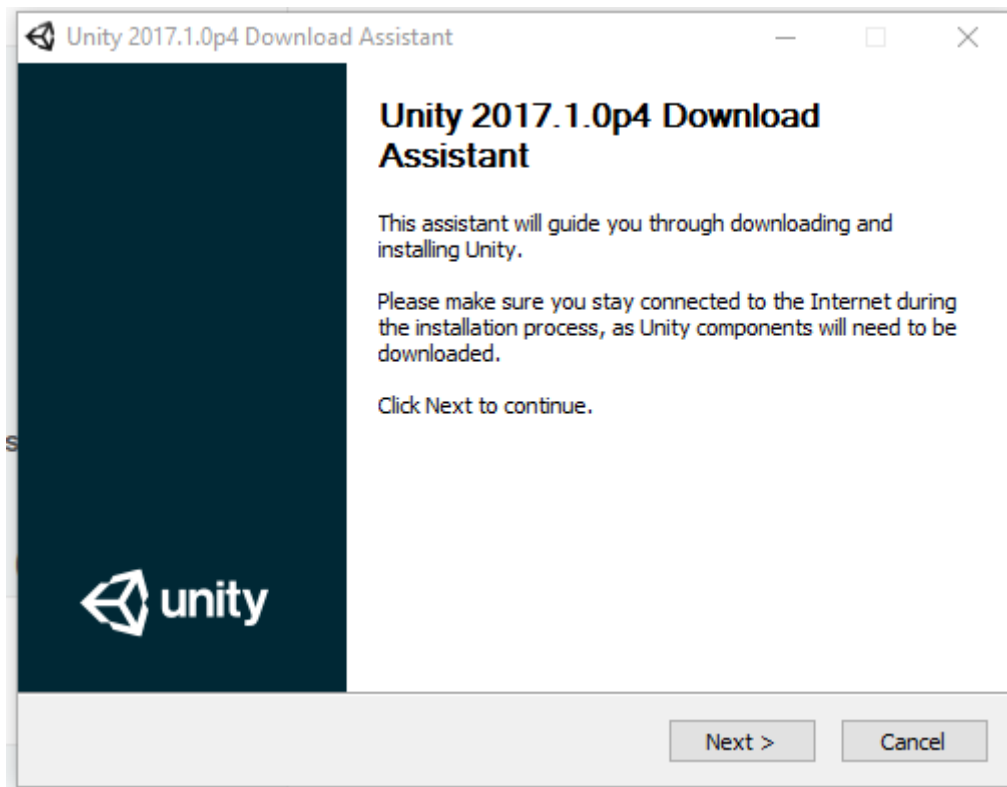 Unity 2017.1.0p4 Download Assistant
Unity 2017.1.0p4 Download
Assistant
This assistant will guide you through downloading and
installing Unity.
Please make sure you stay connected to the Internet during
the installation process, as Unity components will need to be
downloaded.
Click Next to continue.
s
unity
Next >
Cancel